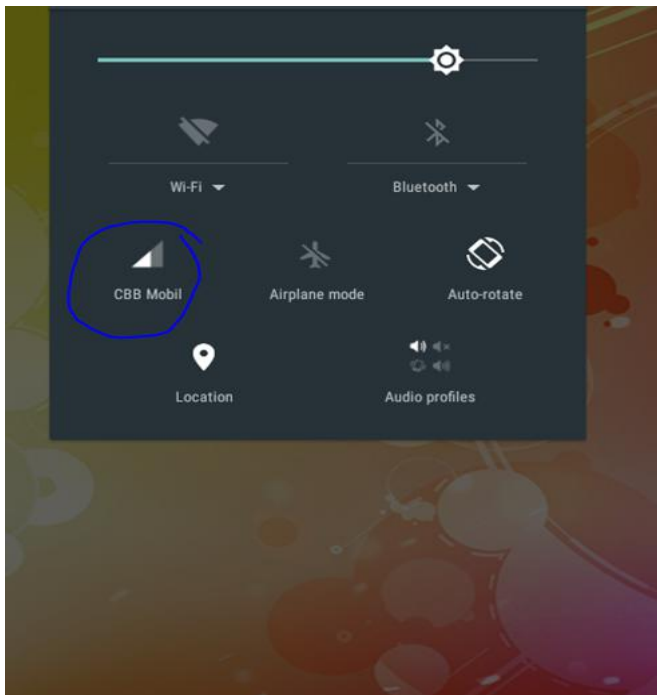 Wi-Fi
Bluetooth
CBB Mobil
Airplane mode
Auto-rotate
Location
Audio profiles